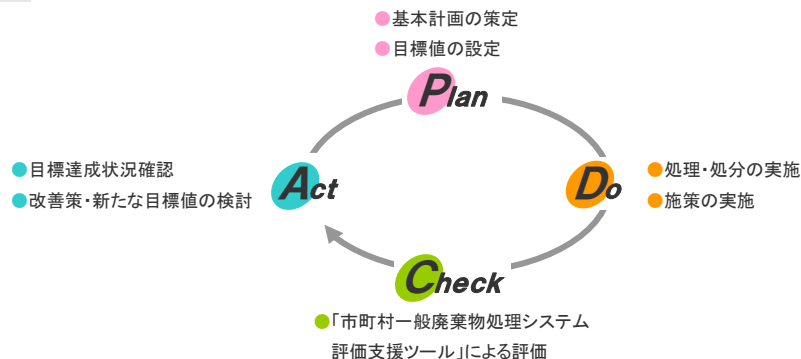 ●基本計画の策定
●目標値の設定
Plan
●目標達成状況確認
●改善策・新たな目標値の検討
Act
Do
●処理・処分の実施
●施策の実施
Check
●「市町村一般廃棄物処理システム
評価支援ツール」による評価